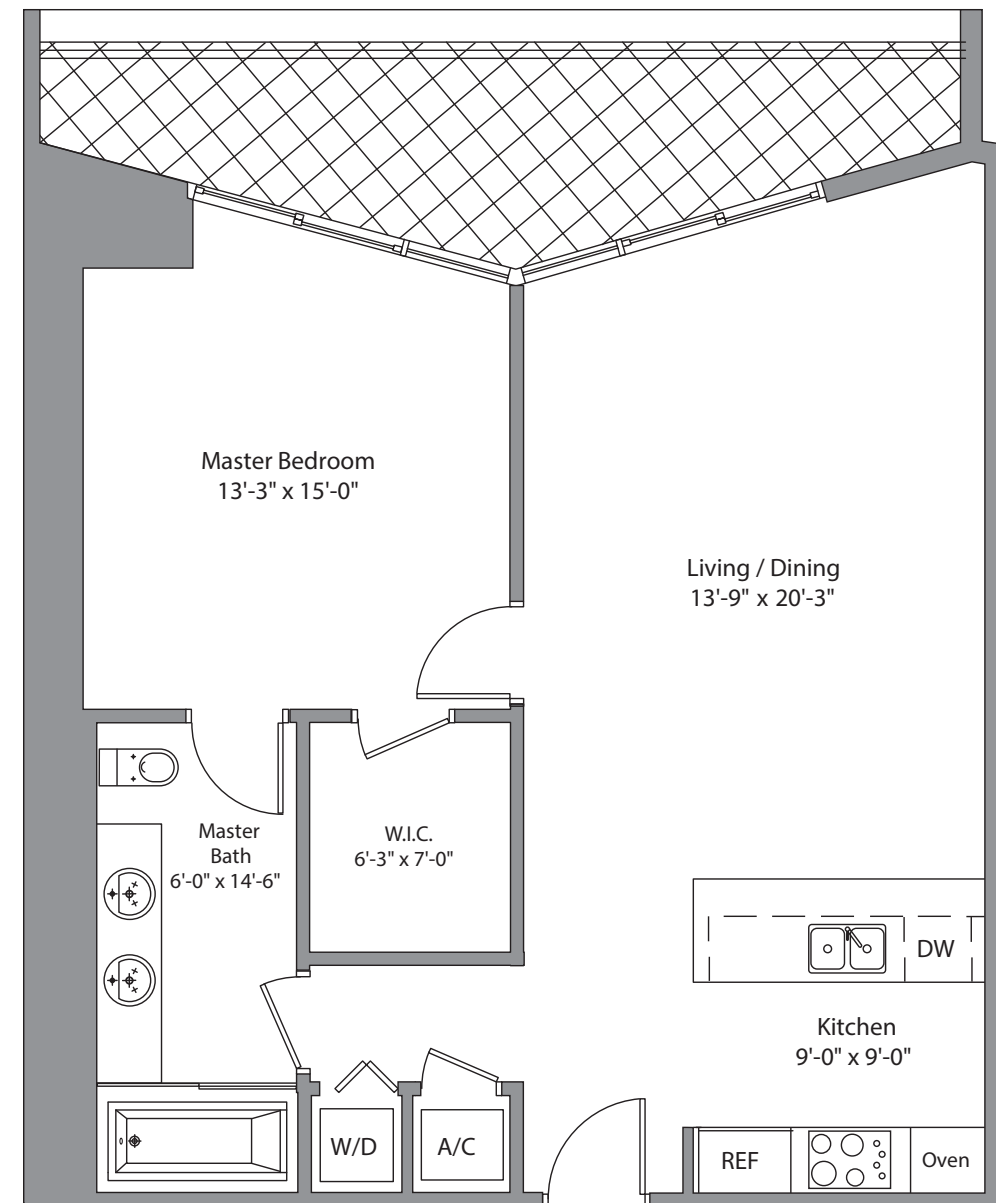 Master Bedroom
13'-3" x 15'-0"
Living / Dining
13'-9" x 20'-3"
Master
Bath
6'-0" x 14'-6"
W.I.C.
6'-3" x 7'-0"
DW
Kitchen
9'-0" x 9'-0"
W/D
A/C
REF
Oven